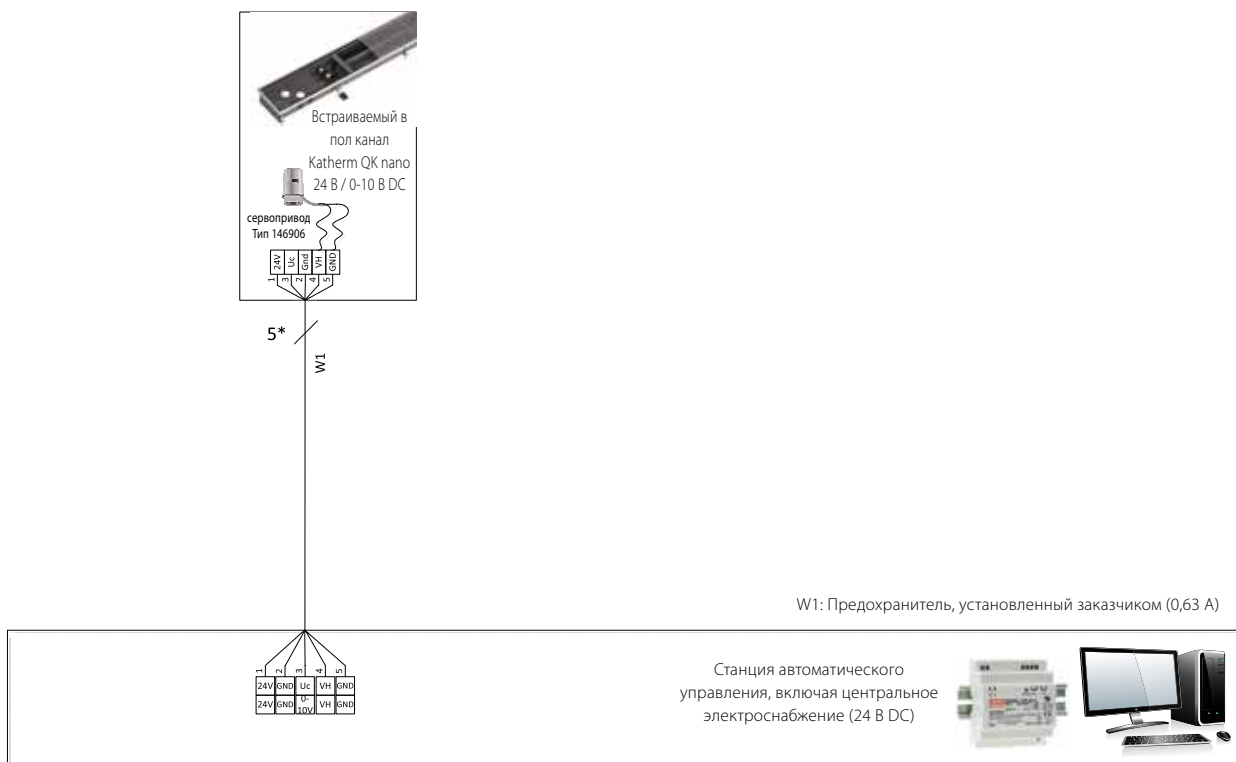 Встраиваемый в
пол канал
Katherm QK nano
24 В / 0-10 В DC
сервопривод
Тип 146906
24V Uc Gnd VH GND
1 3 2 4 5
5*
W1
W1: Предохранитель, установленный заказчиком (0,63 А)
1 2 3 4 5
24V GND Uc VH GND
24V GND 0-10V VH GND
Станция автоматического
управления, включая центральное
электроснабжение (24 В DC)